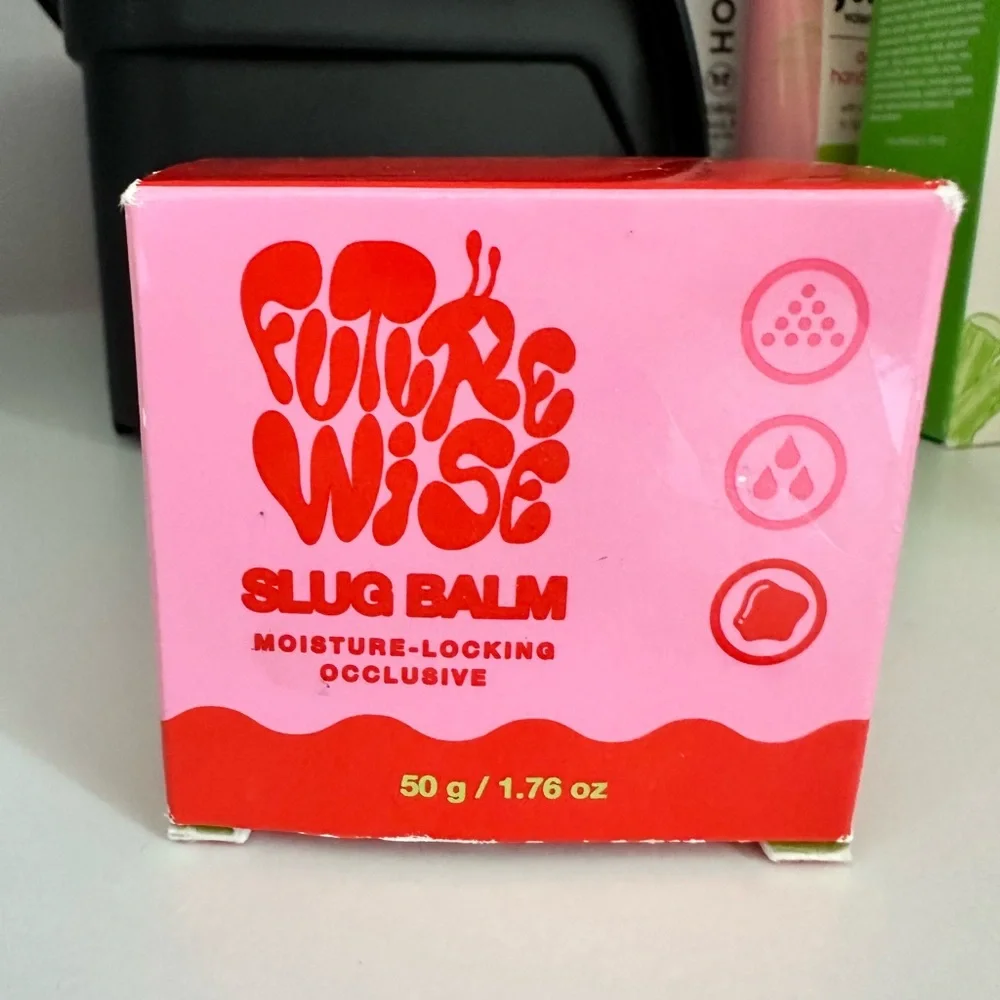 FUTURE
WiSE
SLUG BALM
MOISTURE-LOCKING
OCCLUSIVE
50 g / 1.76 oz